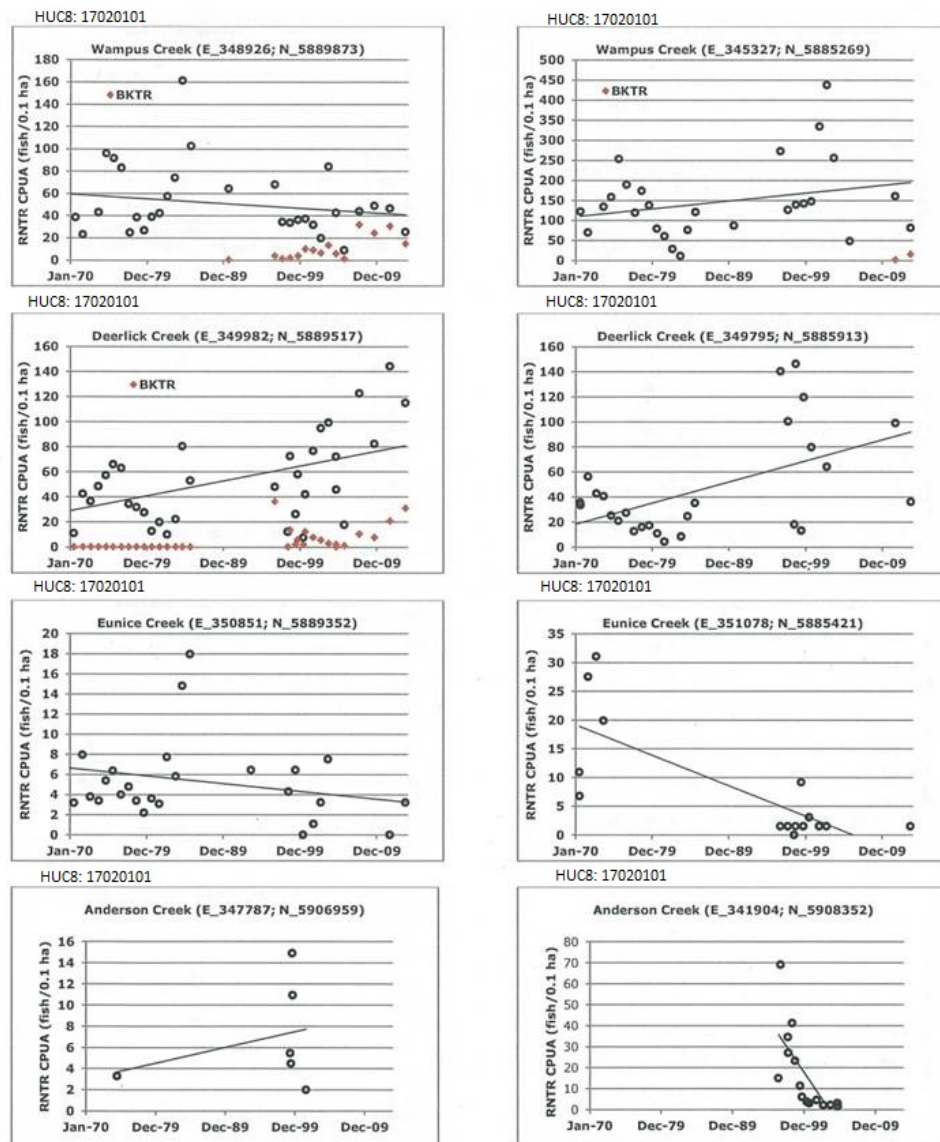 HUC8: 17020101
Wampus Creek (E_348926; N_5889873)
RNTR CPUA (fish/0.1 ha)
180
160
140
120
100
80
60
40
20
0
BKTR
Jan-70 Dec-79 Dec-89 Dec-99 Dec-09
HUC8: 17020101
Wampus Creek (E_345327; N_5885269)
RNTR CPUA (fish/0.1 ha)
500
450
400
350
300
250
200
150
100
50
0
BKTR
Jan-70 Dec-79 Dec-89 Dec-99 Dec-09
HUC8: 17020101
Deerlick Creek (E_349982; N_5889517)
RNTR CPUA (fish/0.1 ha)
160
140
120
100
80
60
40
20
0
BKTR
Jan-70 Dec-79 Dec-89 Dec-99 Dec-09
HUC8: 17020101
Deerlick Creek (E_349795; N_5885913)
RNTR CPUA (fish/0.1 ha)
160
140
120
100
80
60
40
20
0
Jan-70 Dec-79 Dec-89 Dec-99 Dec-09
HUC8: 17020101
Eunice Creek (E_350851; N_5889352)
RNTR CPUA (fish/0.1 ha)
20
18
16
14
12
10
8
6
4
2
0
Jan-70 Dec-79 Dec-89 Dec-99 Dec-09
HUC8: 17020101
Eunice Creek (E_351078; N_5885421)
RNTR CPUA (fish/0.1 ha)
35
30
25
20
15
10
5
0
Jan-70 Dec-79 Dec-89 Dec-99 Dec-09
HUC8: 17020101
Anderson Creek (E_347787; N_5906959)
RNTR CPUA (fish/0.1 ha)
16
14
12
10
8
6
4
2
0
Jan-70 Dec-79 Dec-89 Dec-99 Dec-09
HUC8: 17020101
Anderson Creek (E_341904; N_5908352)
RNTR CPUA (fish/0.1 ha)
80
70
60
50
40
30
20
10
0
Jan-70 Dec-79 Dec-89 Dec-99 Dec-09